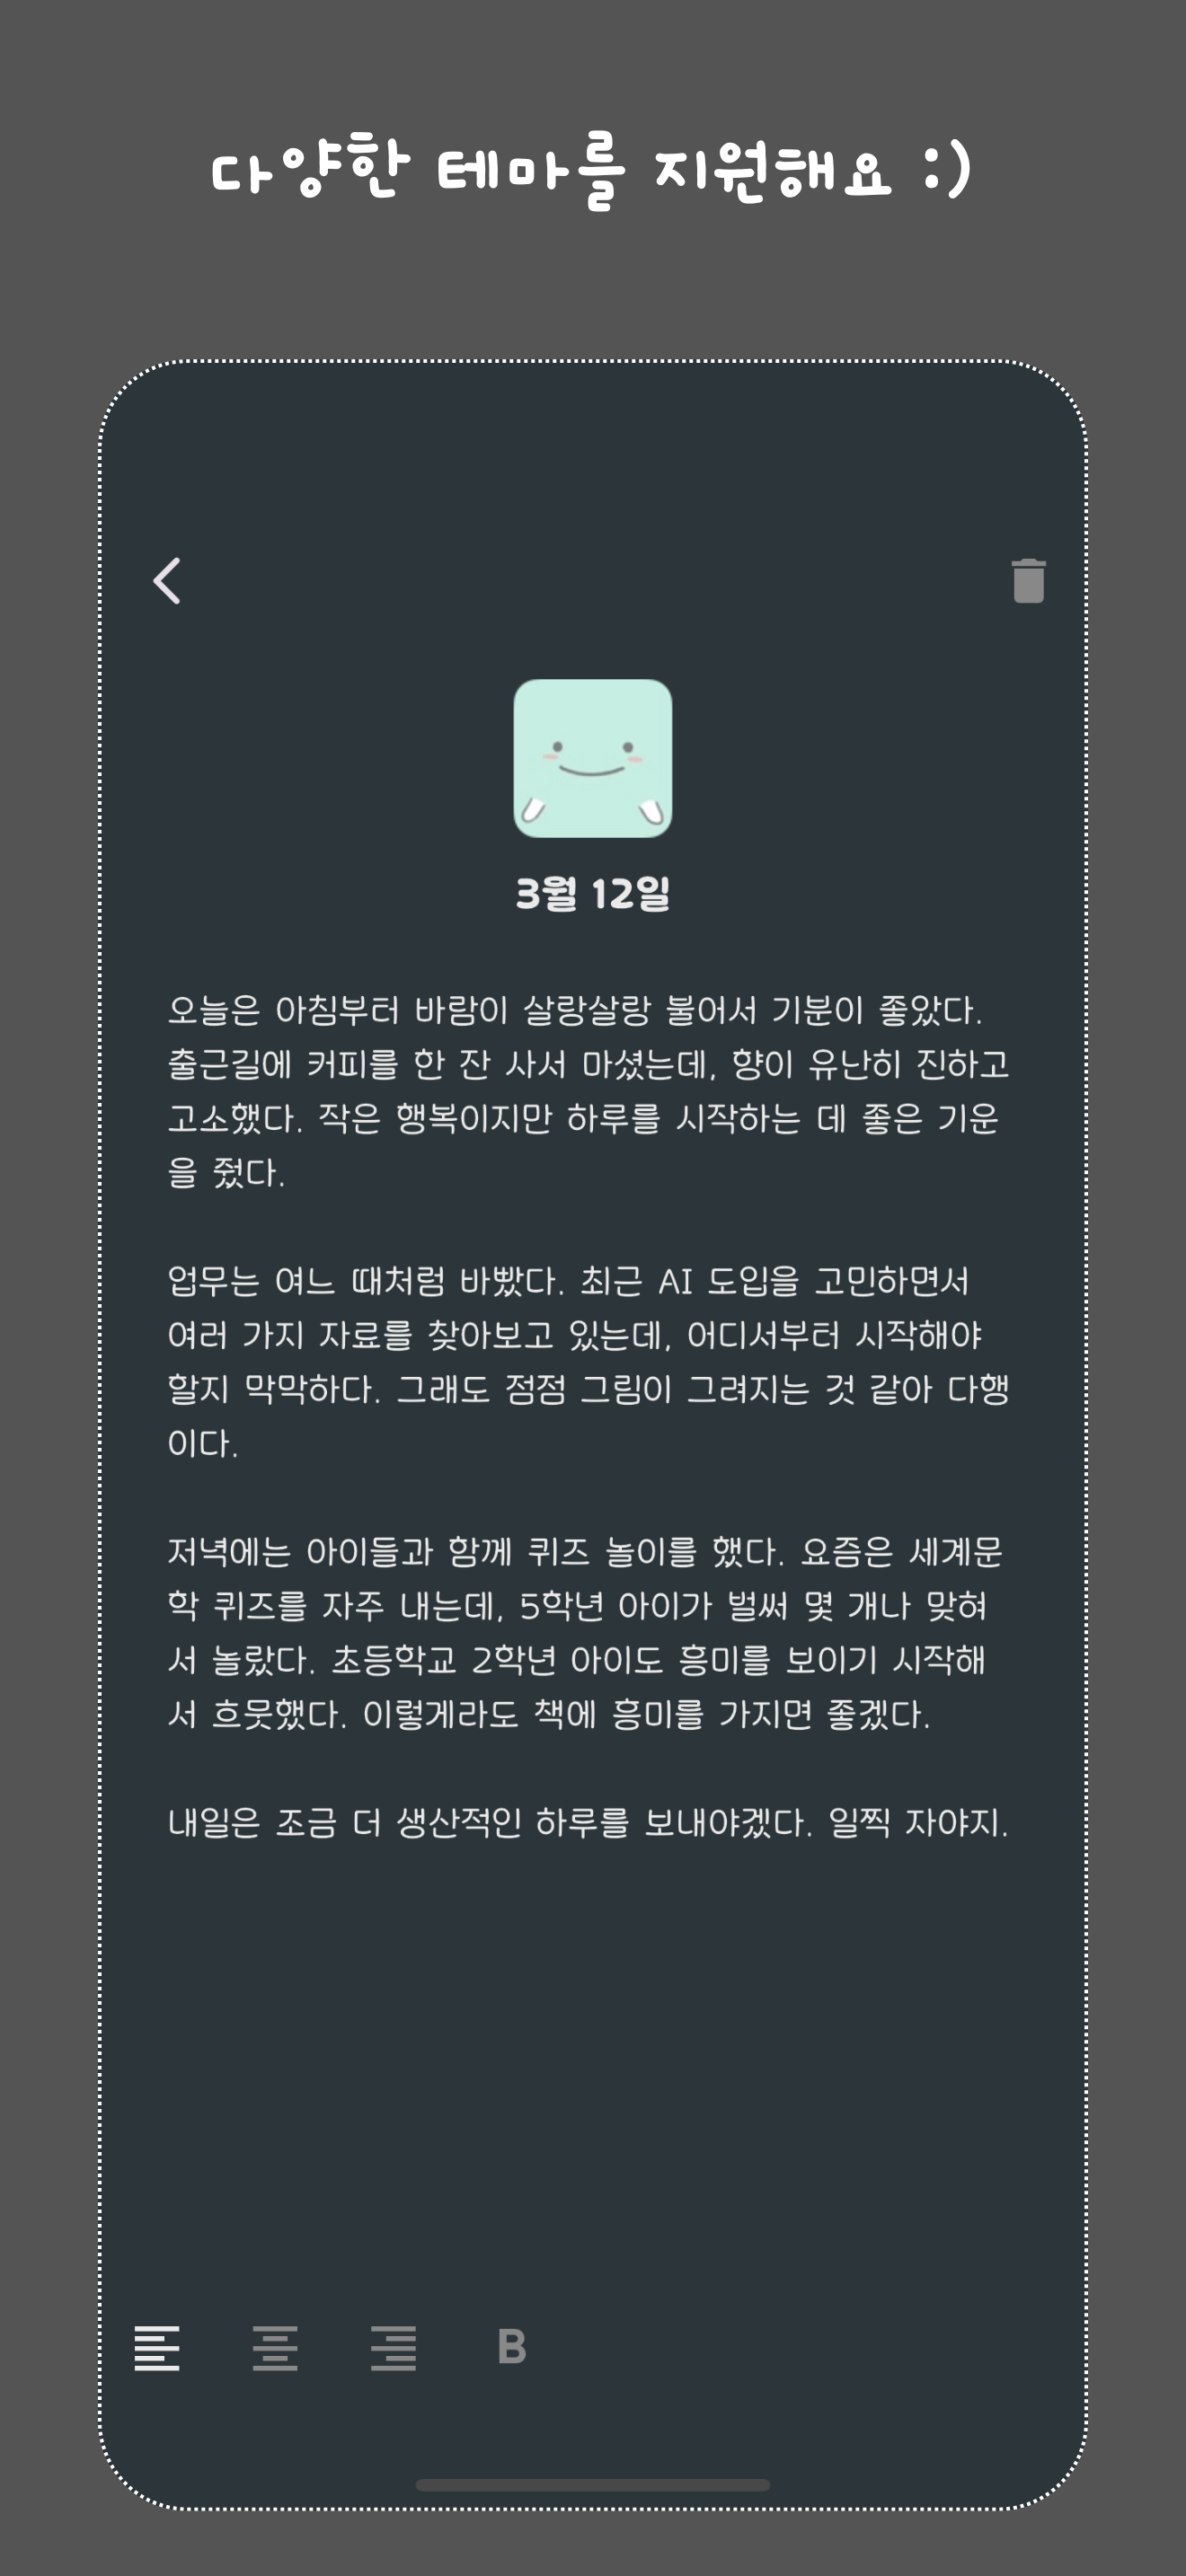 다양한 테마를 지원해요 :)
3월 12일
오늘은 아침부터 바람이 살랑살랑 불어서 기분이 좋았다.
출근길에 커피를 한 잔 사서 마셨는데, 향이 유난히 진하고
고소했다. 작은 행복이지만 하루를 시작하는 데 좋은 기운
을 줬다.
업무는 여느 때처럼 바빴다. 최근 AI 도입을 고민하면서
여러 가지 자료를 찾아보고 있는데, 어디서부터 시작해야
할지 막막하다. 그래도 점점 그림이 그려지는 것 같아 다행
이다.
저녁에는 아이들과 함께 퀴즈 놀이를 했다. 요즘은 세계문
학 퀴즈를 자주 내는데, 5학년 아이가 벌써 몇 개나 맞혀
서 놀랐다. 초등학교 2학년 아이도 흥미를 보이기 시작해
서 흐뭇했다. 이렇게라도 책에 흥미를 가지면 좋겠다.
내일은 조금 더 생산적인 하루를 보내야겠다. 일찍 자야지.
B